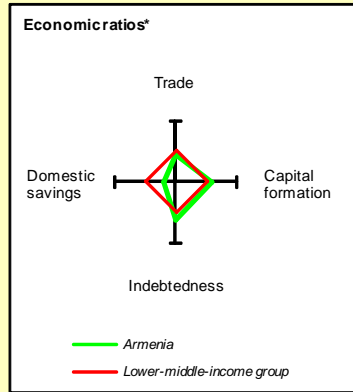 Economic ratios*
Trade
Domestic
savings
Capital
formation
Indebtedness
Armenia
Lower-middle-income group